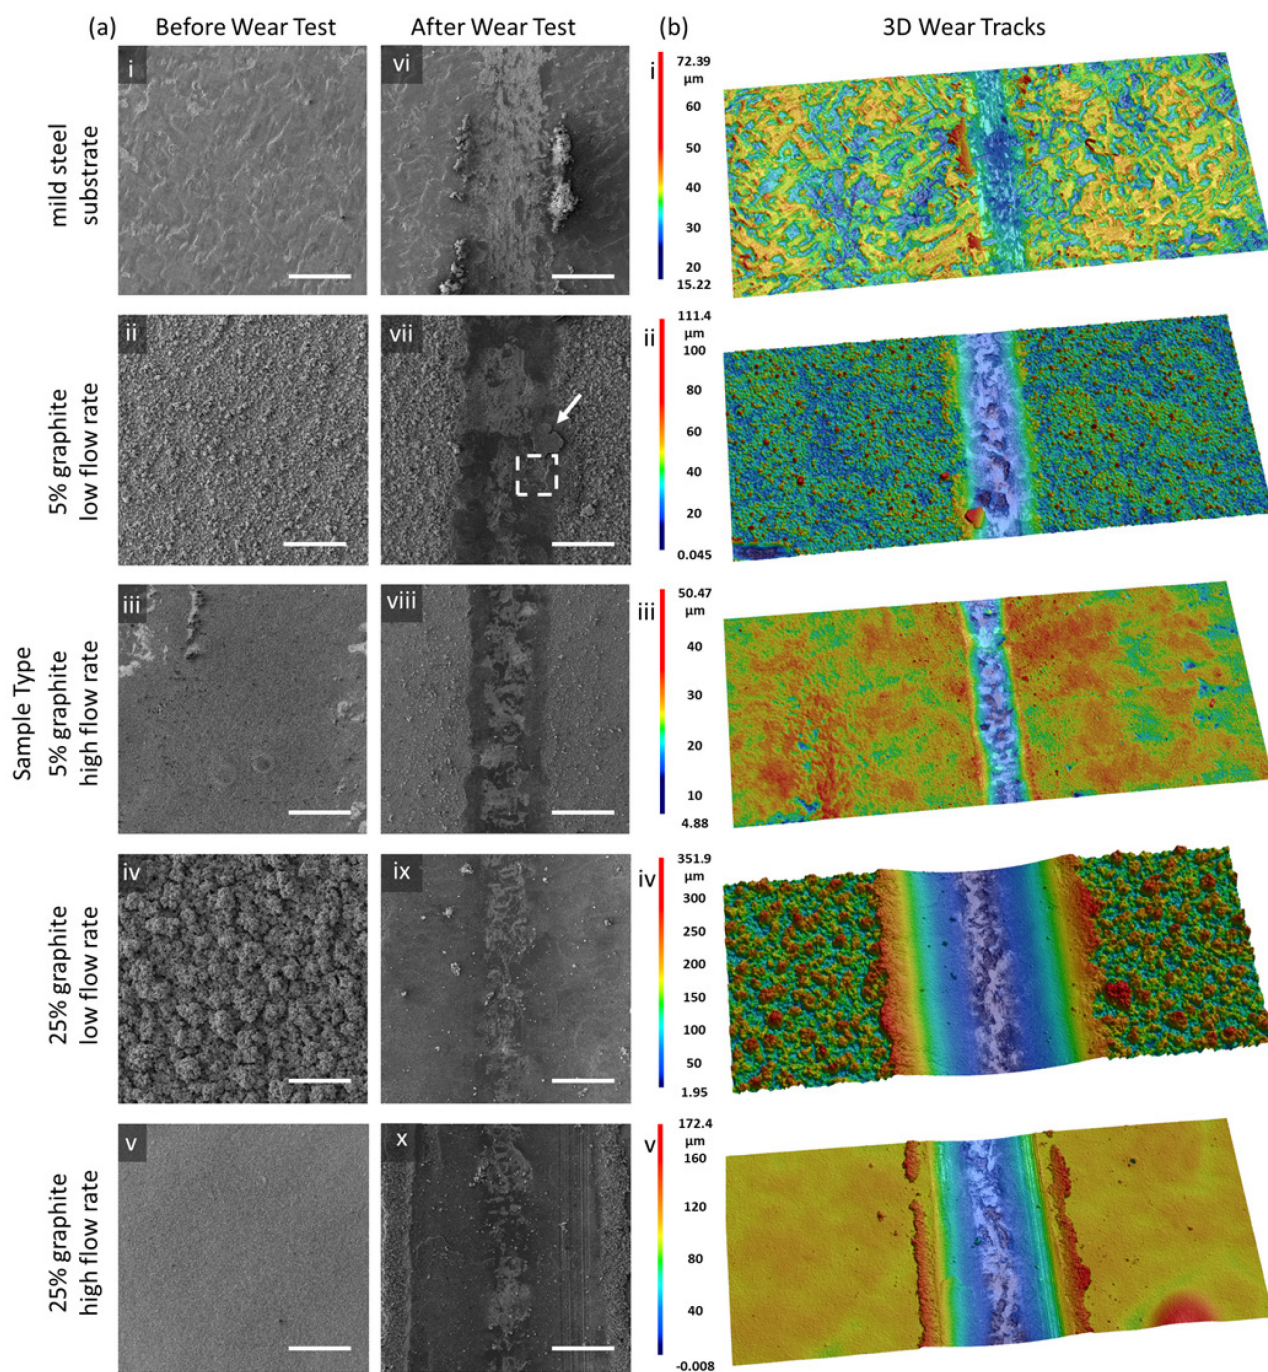 (a) Before Wear Test After Wear Test (b) 3D Wear Tracks
mild steel
substrate
i
vi
i
72.39
µm
60
50
40
30
20
15.22
5% graphite
low flow rate
ii
vii
ii
111.4
µm
100
80
60
40
20
0.045
Sample Type
5% graphite
high flow rate
iii
viii
iii
50.47
µm
40
30
20
10
4.88
25% graphite
low flow rate
iv
ix
iv
351.9
µm
300
250
200
150
100
50
1.95
25% graphite
high flow rate
v
x
v
172.4
µm
160
120
80
40
-0.008